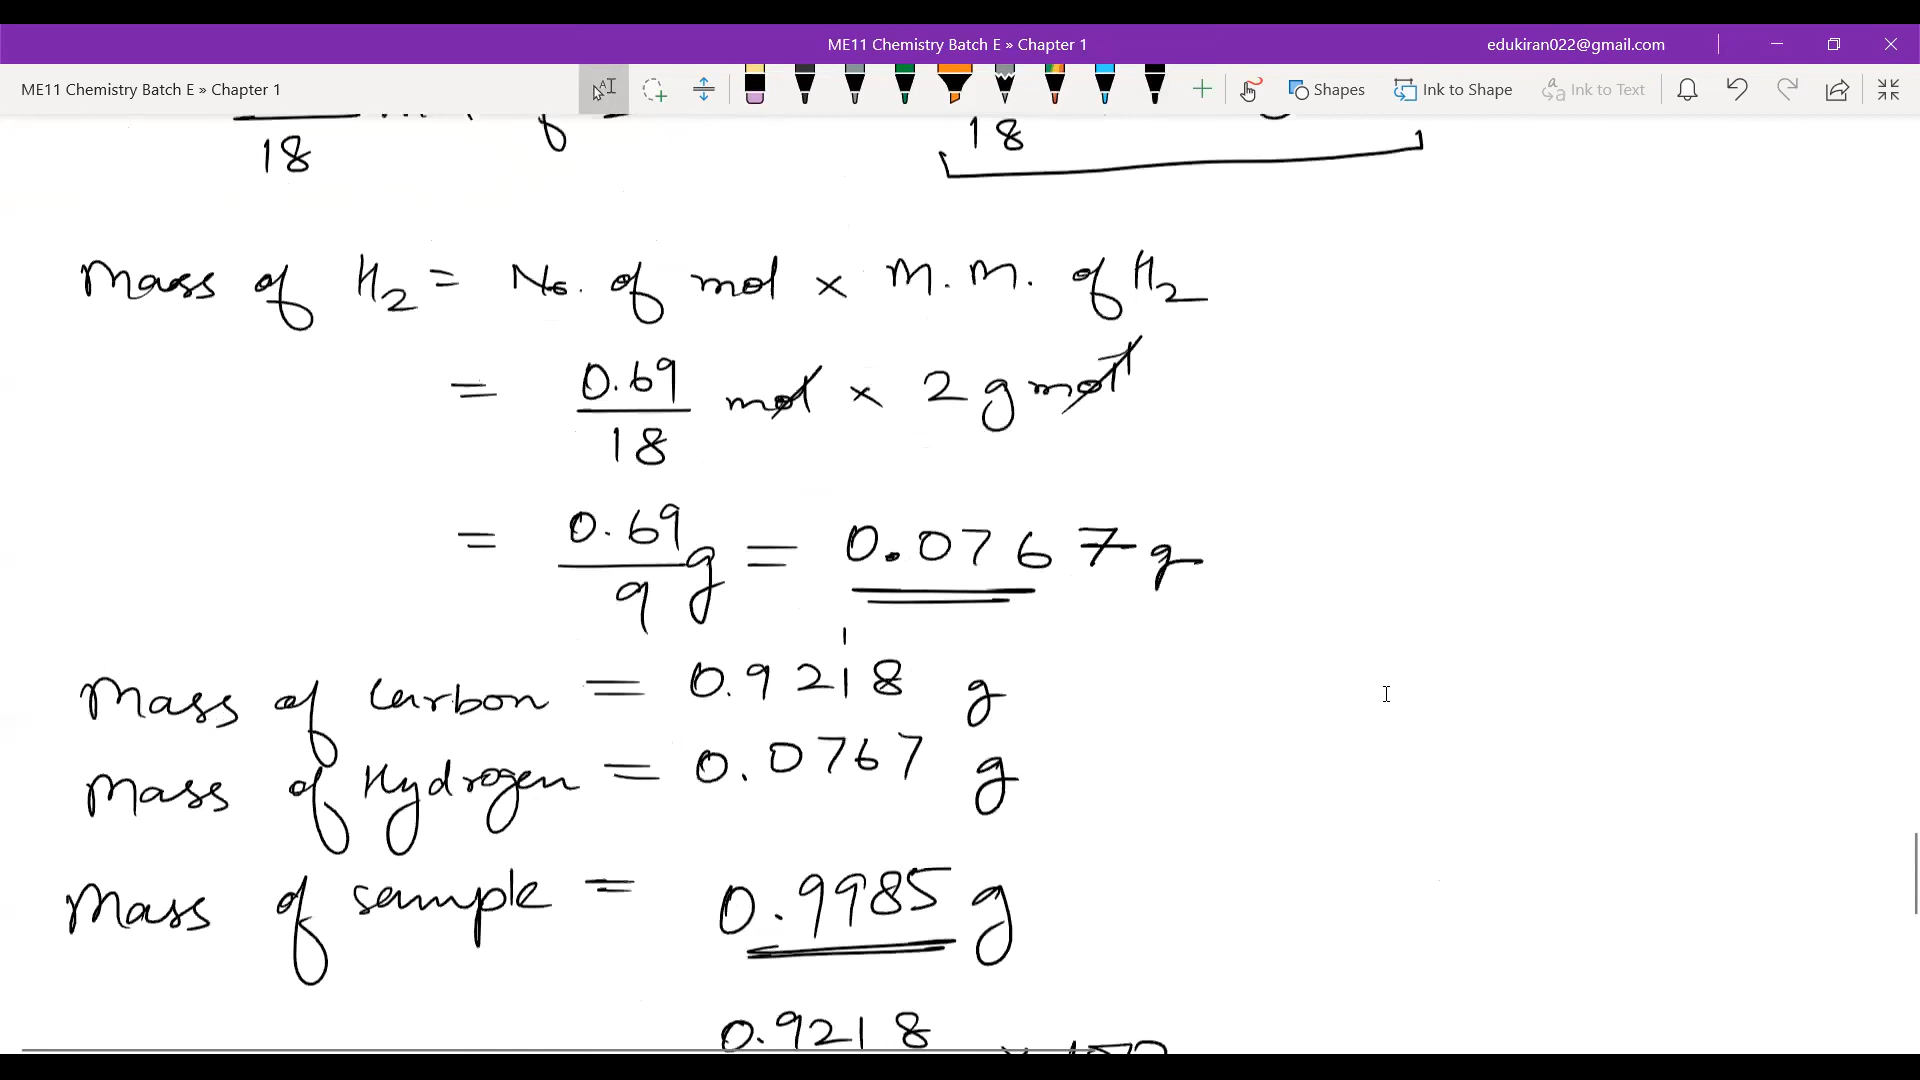 ME11 Chemistry Batch E » Chapter 1
edukiran022@gmail.com
ME11 Chemistry Batch E » Chapter 1
Shapes
Ink to Shape
Ink to Text
18
18
Mass of H₂ = No. of mol × M.M. of H₂
= 0.69/18 mol × 2 g mol⁻¹
= 0.69/9 g = 0.0767 g
Mass of Carbon = 0.9218 g
Mass of Hydrogen = 0.0767 g
Mass of sample = 0.9985 g
0.9218